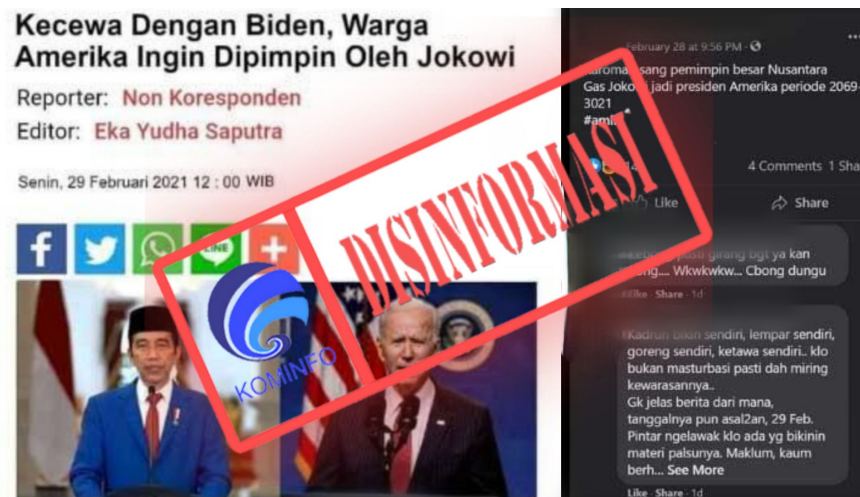 Kecewa Dengan Biden, Warga
Amerika Ingin Dipimpin Oleh Jokowi
Reporter: Non Koresponden
Editor: Eka Yudha Saputra
Senin, 29 Februari 2021 12 : 00 WIB
LINE
DISINFORMASI
KOMINFO
February 28 at 9:56 PM
sang pemimpin besar Nusantara
Gas jadi presiden Amerika periode 2069-
3021
4 Comments 1 Sha
Like Share
pasti girang bgt ya kan
Wkwkwkw... Cbong dungu
Like · Share · 1d
Kadrun bikin sendiri, lempar sendiri,
goreng sendiri, ketawa sendiri.. klo
bukan masturbasi pasti dah miring
kewarasannya..
Gk jelas berita dari mana,
tanggalnya pun asal2an, 29 Feb.
Pintar ngelawak klo ada yg bikinin
materi palsunya. Maklum, kaum
berh... See More
Like · Share · 1d